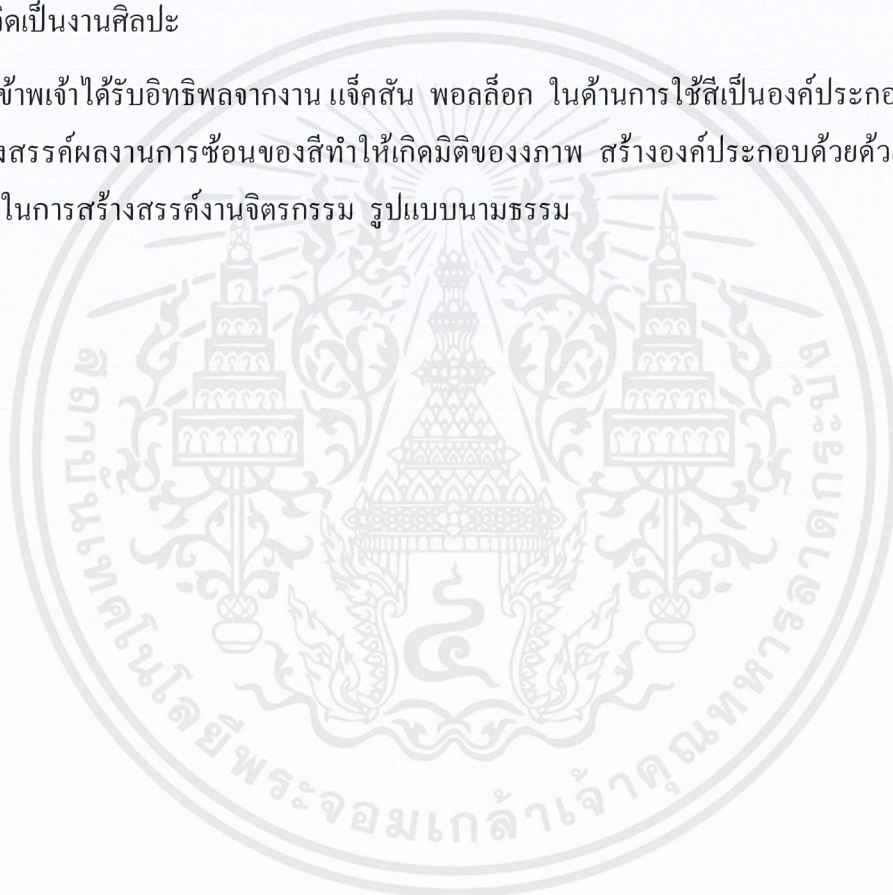 จัดเป็นงานศิลปะ
ข้าพเจ้าได้รับอิทธิพลจากงาน แจ็คสัน พอลล็อก ในด้านการใช้สีเป็นองค์ประกอ
งสรรค์ผลงานการซ้อนของสีทำให้เกิดมิติของงภาพ สร้างองค์ประกอบด้วยด้ว
ในการสร้างสรรค์งานจิตรกรรม รูปแบบนามธรรม
สถาบันเทคโนโลยีพระจอมเกล้าเจ้าคุณทหารลาดกระบัง